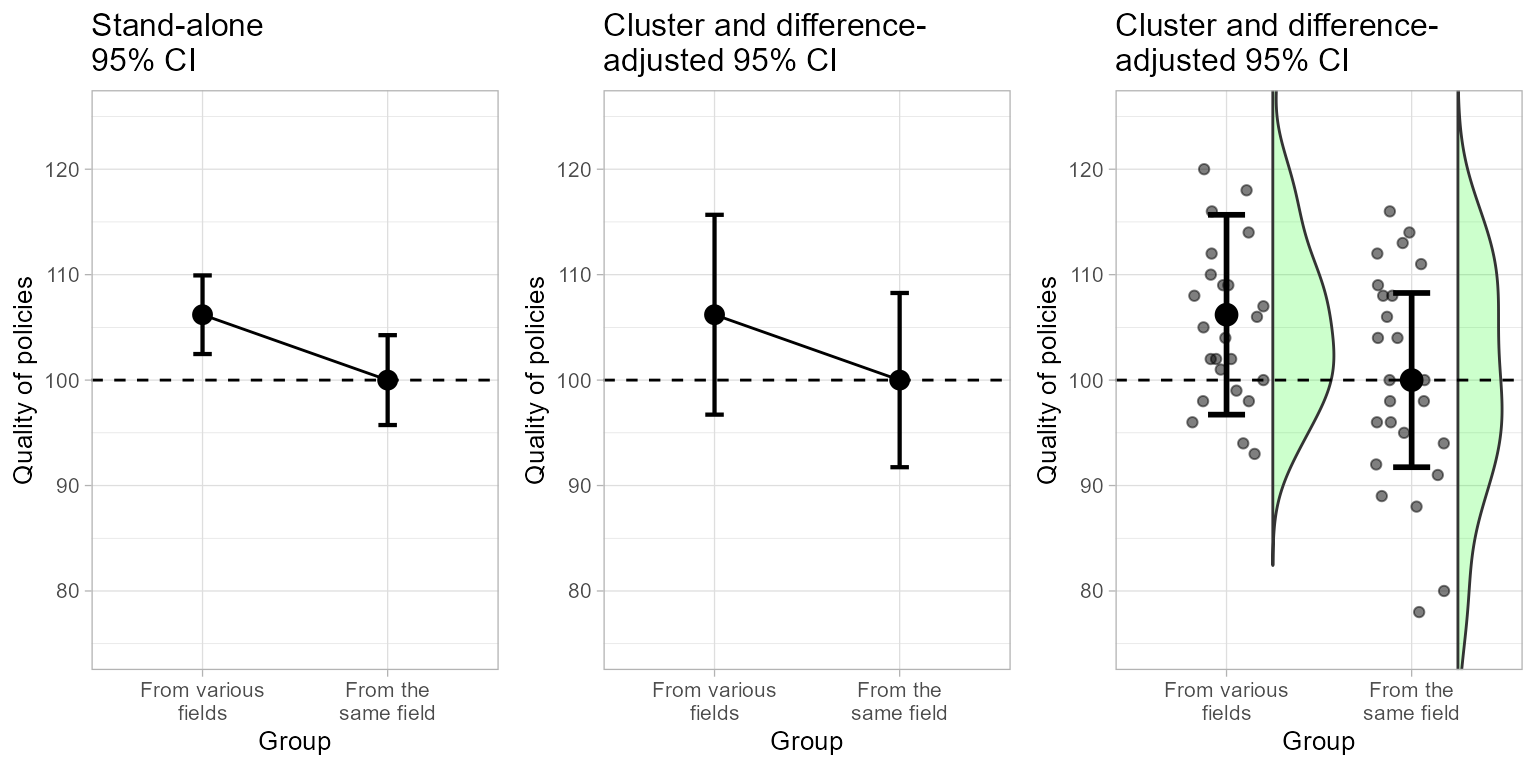 Stand-alone
95% CI
Quality of policies
120
110
100
90
80
From various
fields
From the
same field
Group
Cluster and difference-
adjusted 95% CI
Quality of policies
120
110
100
90
80
From various
fields
From the
same field
Group
Cluster and difference-
adjusted 95% CI
Quality of policies
120
110
100
90
80
From various
fields
From the
same field
Group